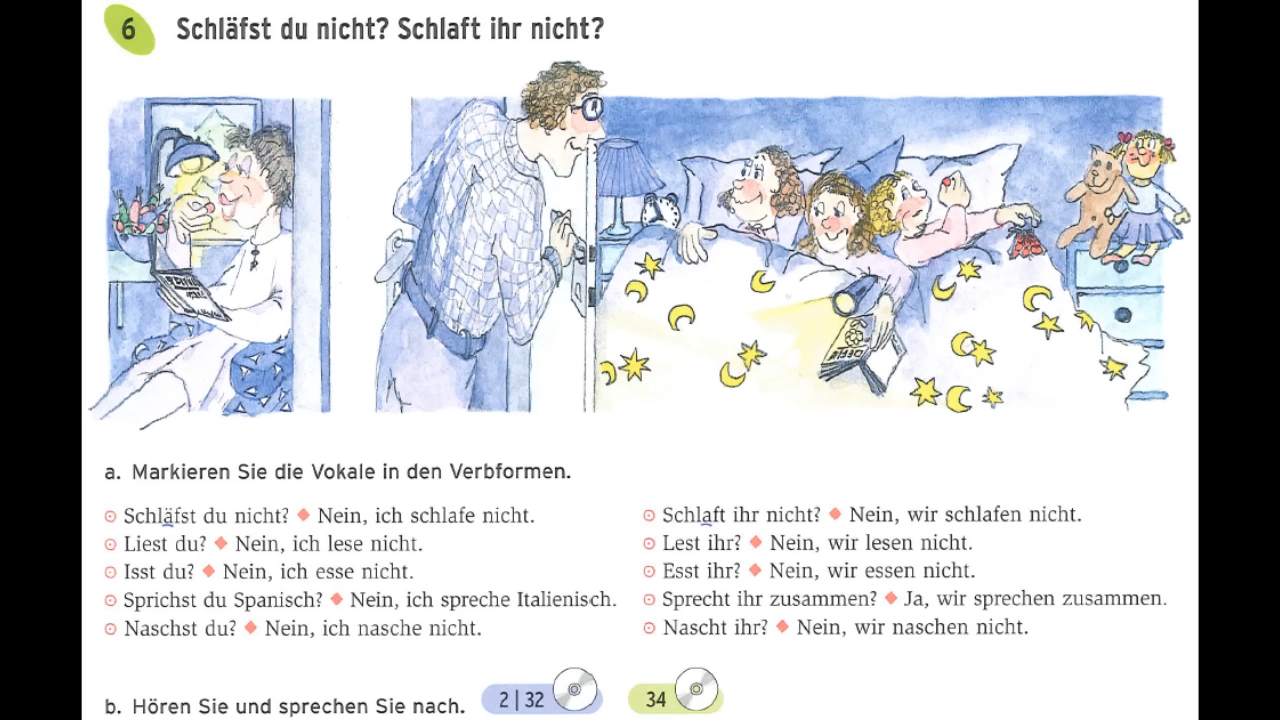 6 Schläfst du nicht? Schlaft ihr nicht?
a. Markieren Sie die Vokale in den Verbformen.
Schläfst du nicht? ◆ Nein, ich schlafe nicht.
Liest du? ◆ Nein, ich lese nicht.
Isst du? ◆ Nein, ich esse nicht.
Sprichst du Spanisch? ◆ Nein, ich spreche Italienisch.
Naschst du? ◆ Nein, ich nasche nicht.
Schlaft ihr nicht? ◆ Nein, wir schlafen nicht.
Lest ihr? ◆ Nein, wir lesen nicht.
Esst ihr? ◆ Nein, wir essen nicht.
Sprecht ihr zusammen? ◆ Ja, wir sprechen zusammen.
Nascht ihr? ◆ Nein, wir naschen nicht.
b. Hören Sie und sprechen Sie nach. 2 | 32 34